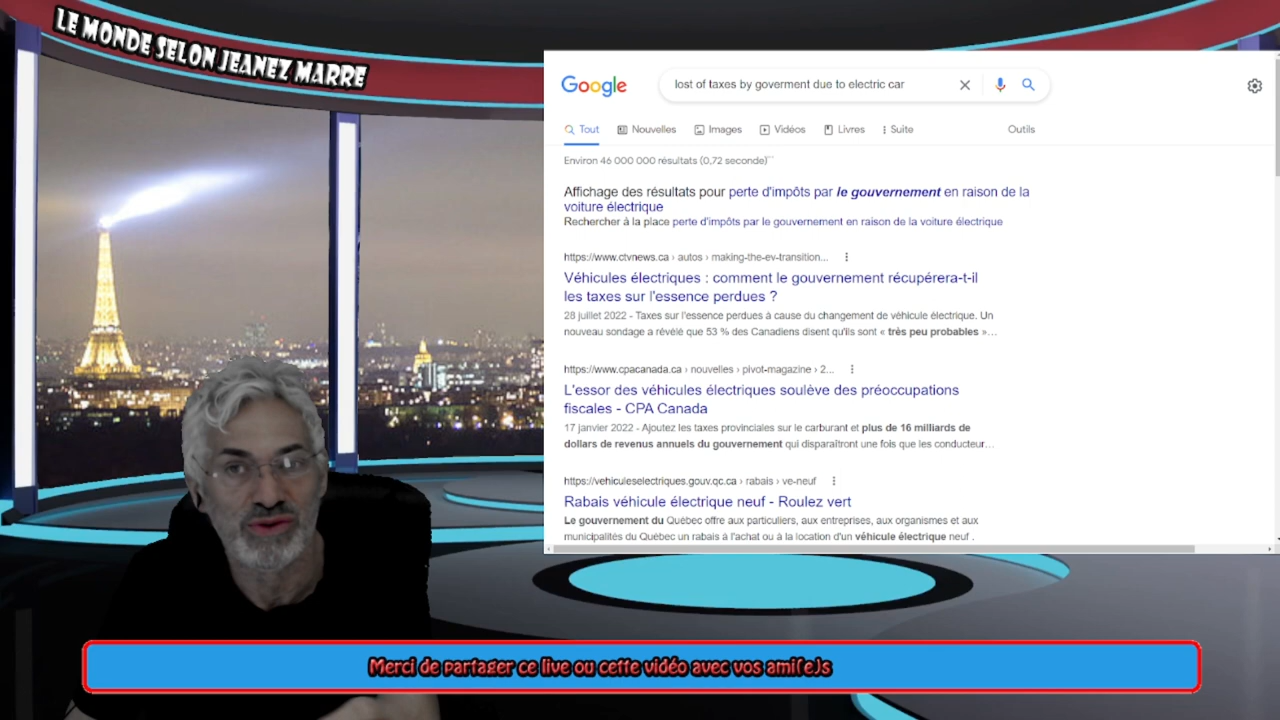 LE MONDE SELON JEANEZ MARRE
Google
lost of taxes by goverment due to electric car
Tout Nouvelles Images Vidéos Livres Suite Outils
Environ 46 000 000 résultats (0,72 seconde)
Affichage des résultats pour perte d'impôts par le gouvernement en raison de la
voiture électrique
Rechercher à la place perte d'impôts par le gouvernement en raison de la voiture électrique
https://www.ctvnews.ca › autos › making-the-ev-transition...
Véhicules électriques : comment le gouvernement récupérera-t-il
les taxes sur l'essence perdues ?
28 juillet 2022 - Taxes sur l'essence perdues à cause du changement de véhicule électrique. Un
nouveau sondage a révélé que 53 % des Canadiens disent qu'ils sont « très peu probables »...
https://www.cpacanada.ca › nouvelles › pivot-magazine › 2...
L'essor des véhicules électriques soulève des préoccupations
fiscales - CPA Canada
17 janvier 2022 - Ajoutez les taxes provinciales sur le carburant et plus de 16 milliards de
dollars de revenus annuels du gouvernement qui disparaîtront une fois que les conducteur...
https://vehiculeselectriques.gouv.qc.ca › rabais › ve-neuf
Rabais véhicule électrique neuf - Roulez vert
Le gouvernement du Québec offre aux particuliers, aux entreprises, aux organismes et aux
municipalités du Québec un rabais à l'achat ou à la location d'un véhicule électrique neuf .
Merci de partager ce live ou cette vidéo avec vos ami(e)s